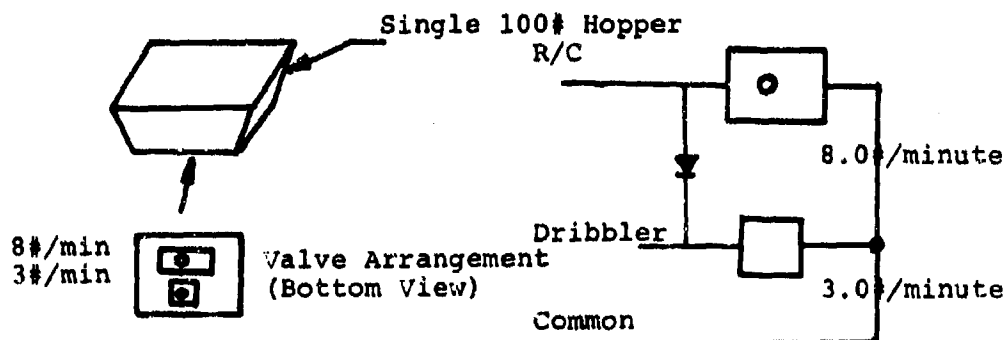 Single 100# Hopper
R/C
8.0#/minute
8#/min
3#/min
Valve Arrangement
(Bottom View)
Dribbler
3.0#/minute
Common